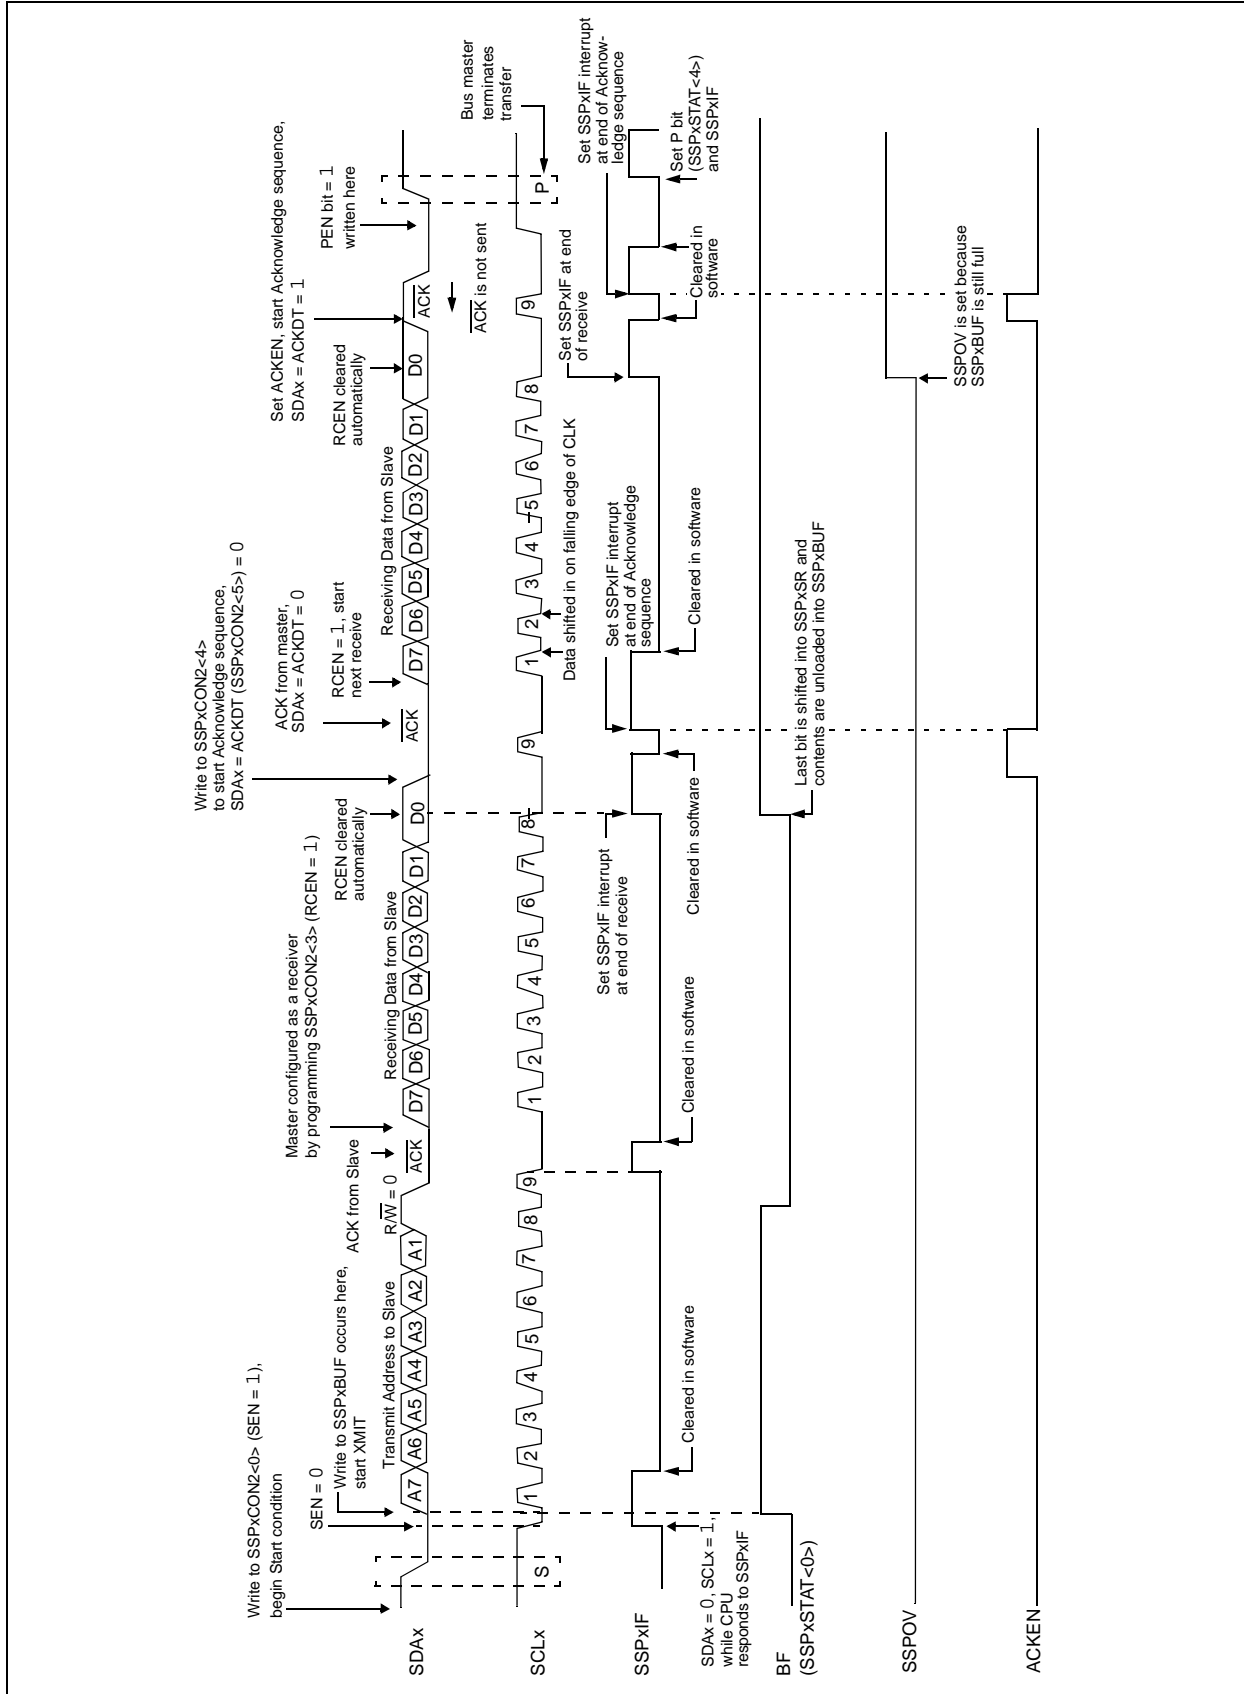 Write to SSPxCON2<0> (SEN = 1),
begin Start condition
SEN = 0
Write to SSPxBUF occurs here,
start XMIT
Transmit Address to Slave
ACK from Slave
R/W = 0
Master configured as a receiver
by programming SSPxCON2<3> (RCEN = 1)
Receiving Data from Slave
RCEN cleared
automatically
Write to SSPxCON2<4>
to start Acknowledge sequence,
SDAx = ACKDT (SSPxCON2<5>) = 0
ACK from master,
SDAx = ACKDT = 0
RCEN = 1, start
next receive
Receiving Data from Slave
RCEN cleared
automatically
Set ACKEN, start Acknowledge sequence,
SDAx = ACKDT = 1
PEN bit = 1
written here
SDAx
A7 A6 A5 A4 A3 A2 A1
ACK
D7 D6 D5 D4 D3 D2 D1 D0
ACK
D7 D6 D5 D4 D3 D2 D1 D0
ACK
ACK is not sent
Bus master
terminates
transfer
SCLx
S
1 2 3 4 5 6 7 8 9
1 2 3 4 5 6 7 8
9
1 2 3 4 5 6 7 8
9
P
Data shifted in on falling edge of CLK
Set SSPxIF interrupt
at end of receive
Set SSPxIF interrupt
at end of Acknowledge
sequence
Set SSPxIF at end
of receive
Set SSPxIF interrupt
at end of Acknow-
ledge sequence
SSPxIF
SDAx = 0, SCLx = 1,
while CPU
responds to SSPxIF
Cleared in software
Cleared in software
Cleared in software
Cleared in software
Cleared in
software
Set P bit
(SSPxSTAT<4>)
and SSPxIF
BF
(SSPxSTAT<0>)
Last bit is shifted into SSPxSR and
contents are unloaded into SSPxBUF
SSPOV
SSPOV is set because
SSPxBUF is still full
ACKEN